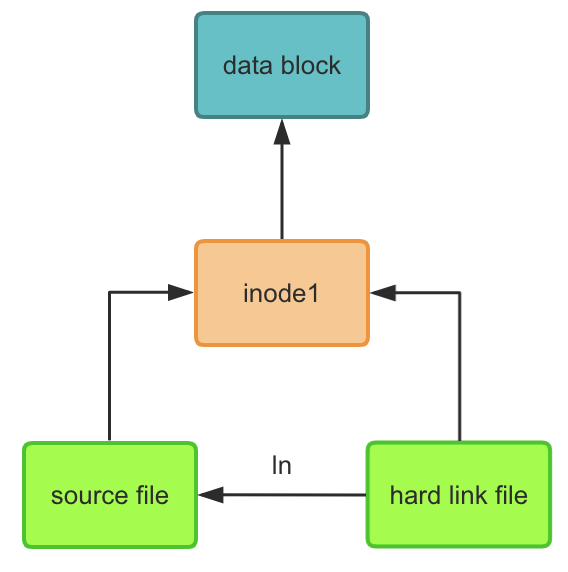 data block
inode1
ln
source file
hard link file